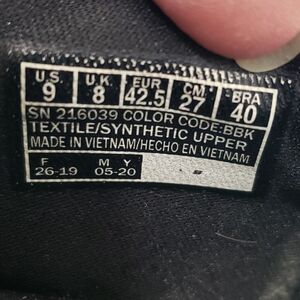 U.S. U.K EUR CM BRA
9 8 42.5 27 40
SN 216039 COLOR CODE:BBK
TEXTILE/SYNTHETIC UPPER
MADE IN VIETNAM/HECHO EN VIETNAM
F M Y
26-19 05-20